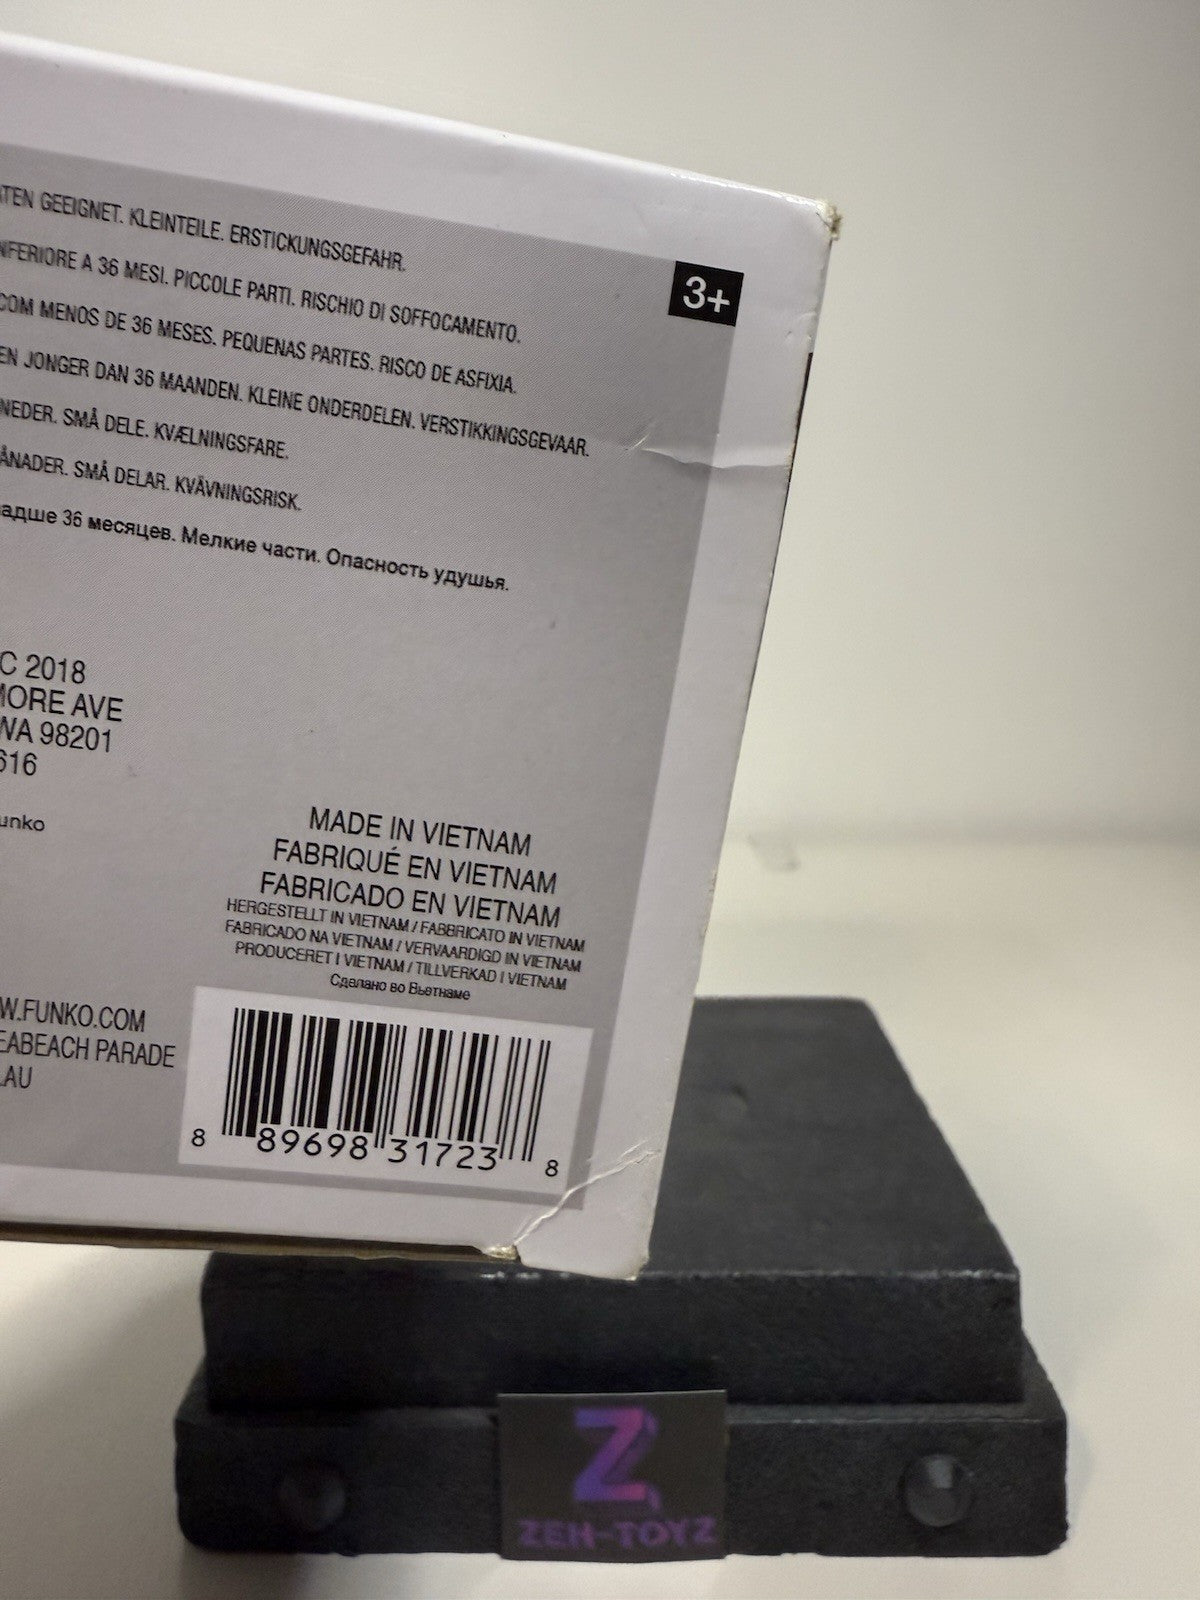 ATEN GEEIGNET. KLEINTEILE. ERSTICKUNGSGEFAHR.
NFERIORE A 36 MESI. PICCOLE PARTI. RISCHIO DI SOFFOCAMENTO.
COM MENOS DE 36 MESES. PEQUENAS PARTES. RISCO DE ASFIXIA.
EN JONGER DAN 36 MAANDEN. KLEINE ONDERDELEN. VERSTIKKINGSGEVAAR.
NEDER. SMÅ DELE. KVÆLNINGSFARE.
ÅNADER. SMÅ DELAR. KVÄVNINGSRISK.
адше 36 месяцев. Мелкие части. Опасность удушья.
3+
C 2018
MORE AVE
WA 98201
616
unko
MADE IN VIETNAM
FABRIQUÉ EN VIETNAM
FABRICADO EN VIETNAM
HERGESTELLT IN VIETNAM / FABBRICATO IN VIETNAM
FABRICADO NA VIETNAM / VERVAARDIGD IN VIETNAM
PRODUCERET I VIETNAM / TILLVERKAD I VIETNAM
Сделано во Вьетнаме
W.FUNKO.COM
EABEACH PARADE
.AU
8 89698 31723 8
Z
ZEH-TOYZ